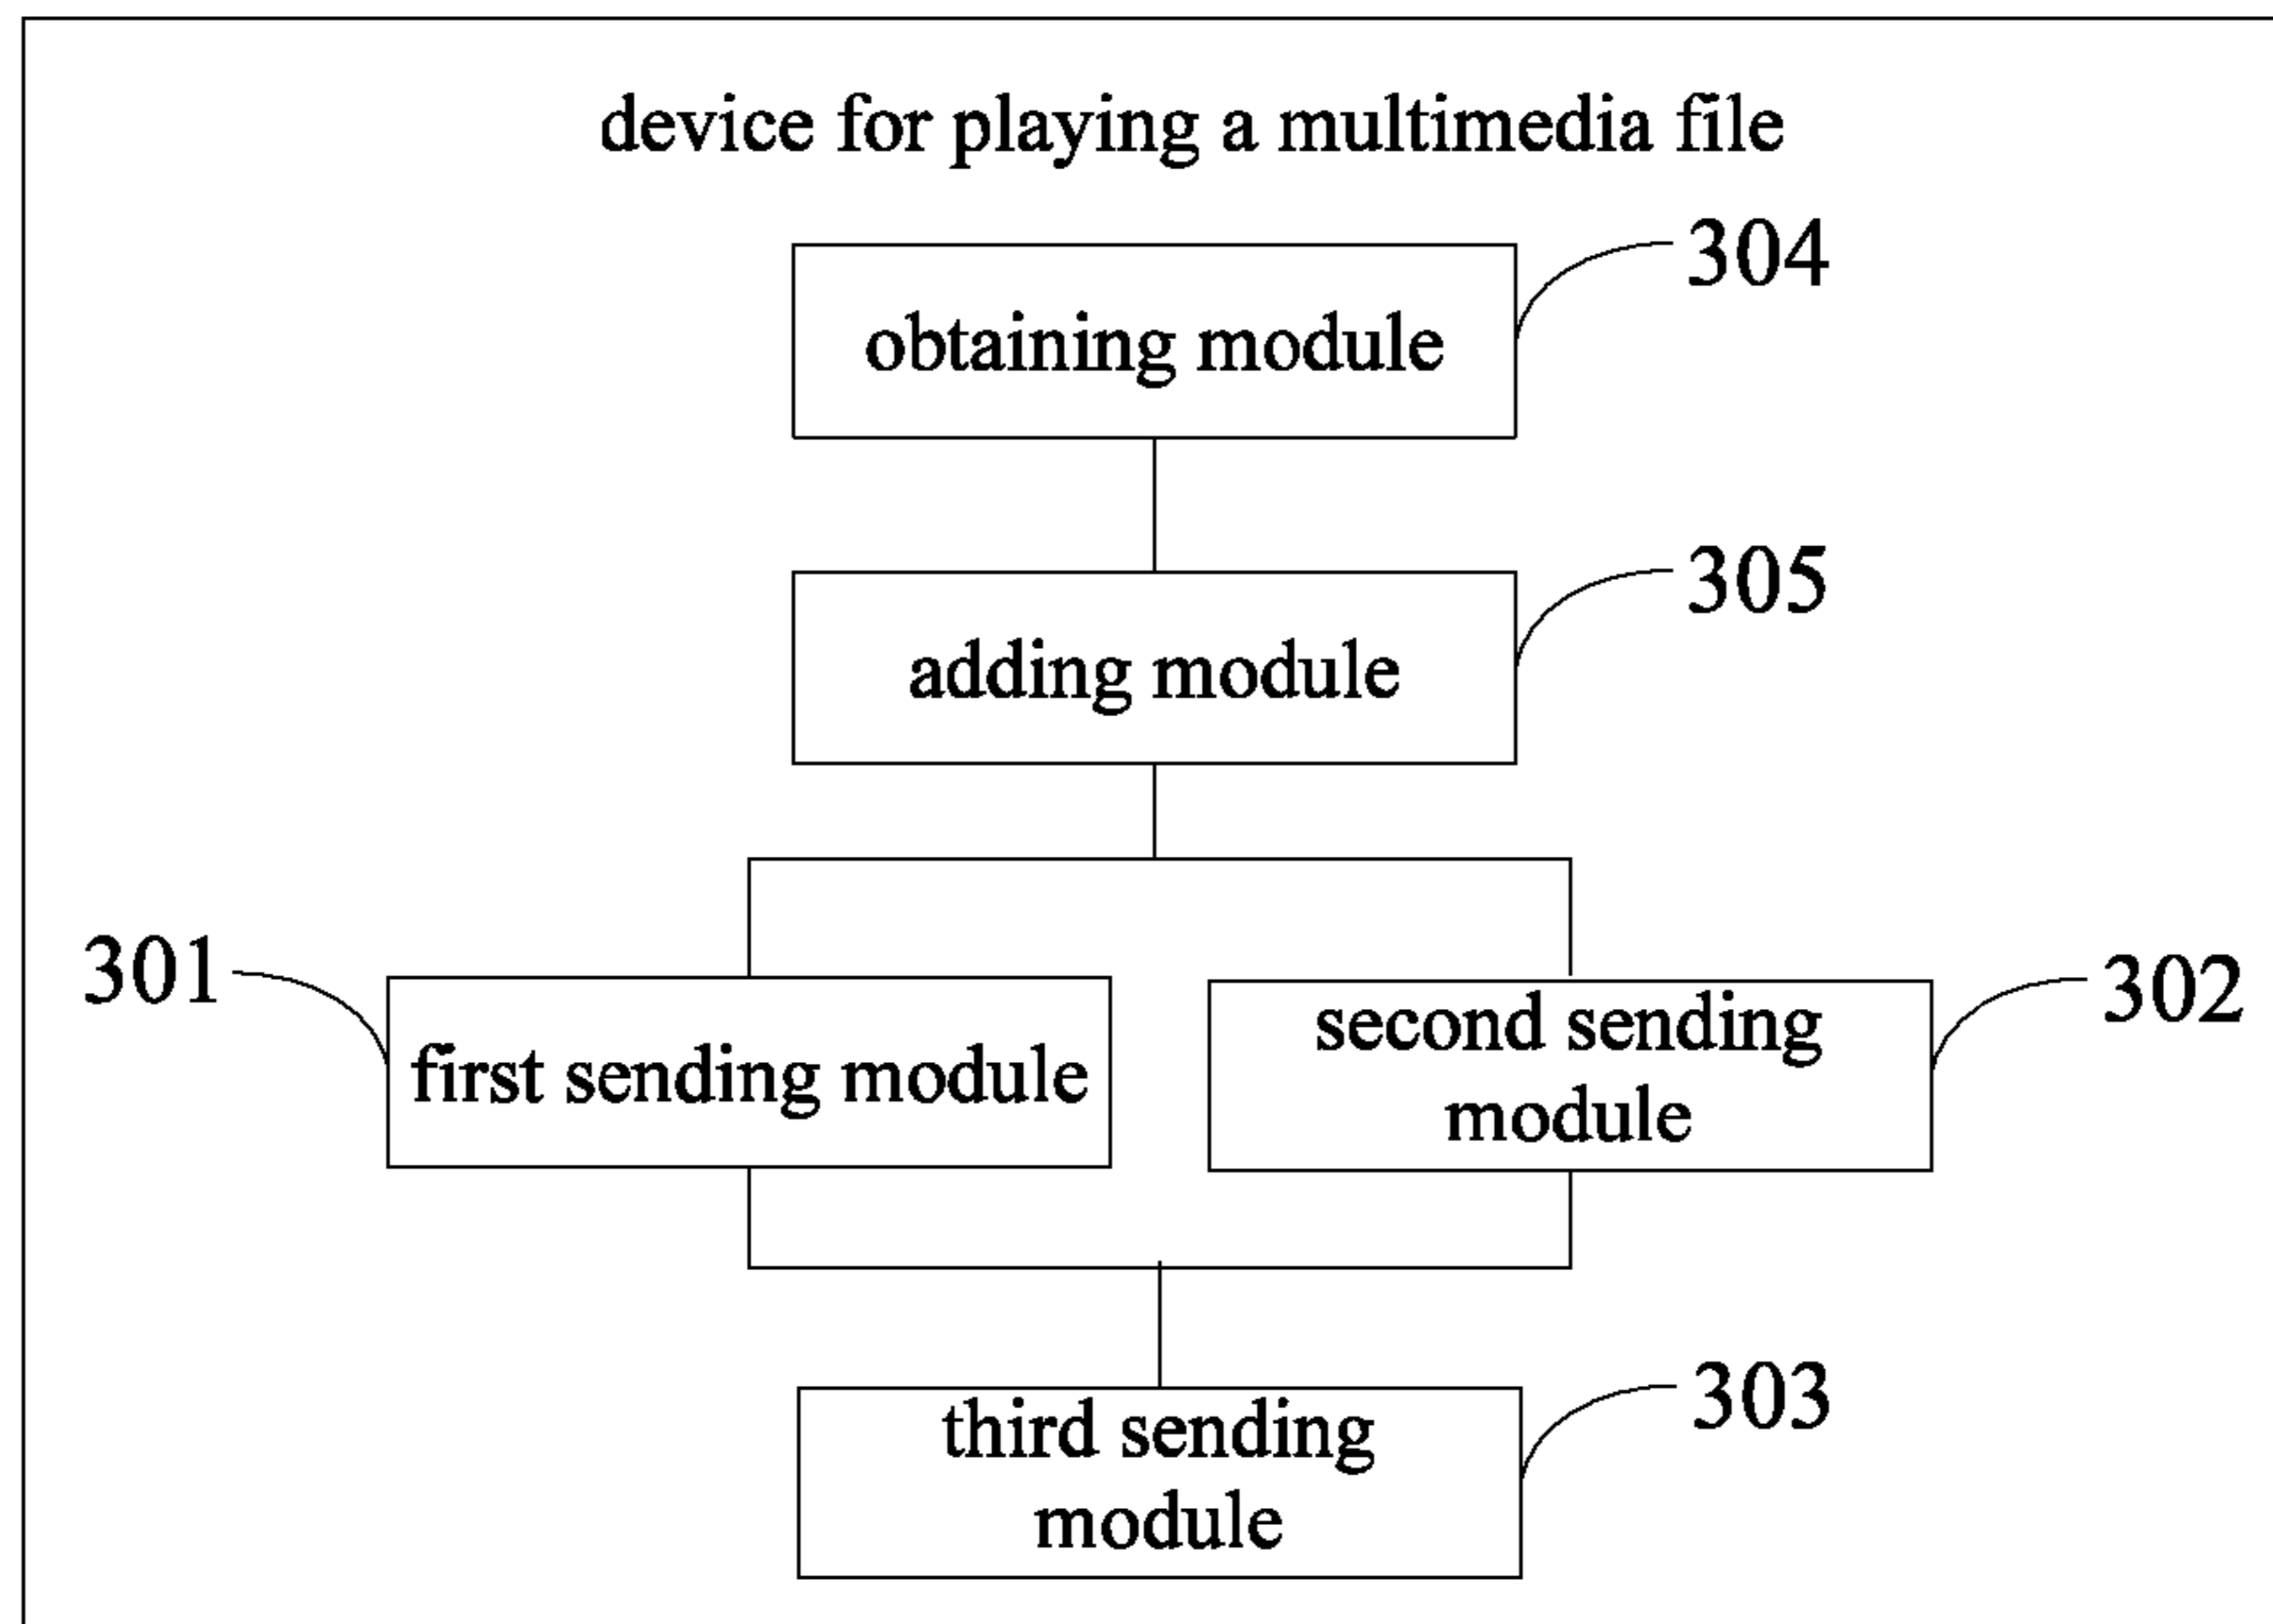 device for playing a multimedia file
304
obtaining module
305
adding module
301
first sending module
302
second sending
module
303
third sending
module